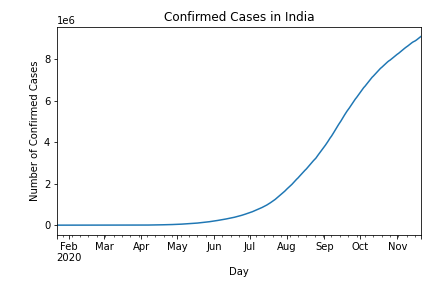 Confirmed Cases in India
1e6
Number of Confirmed Cases
8
6
4
2
0
Feb Mar Apr May Jun Jul Aug Sep Oct Nov
2020
Day